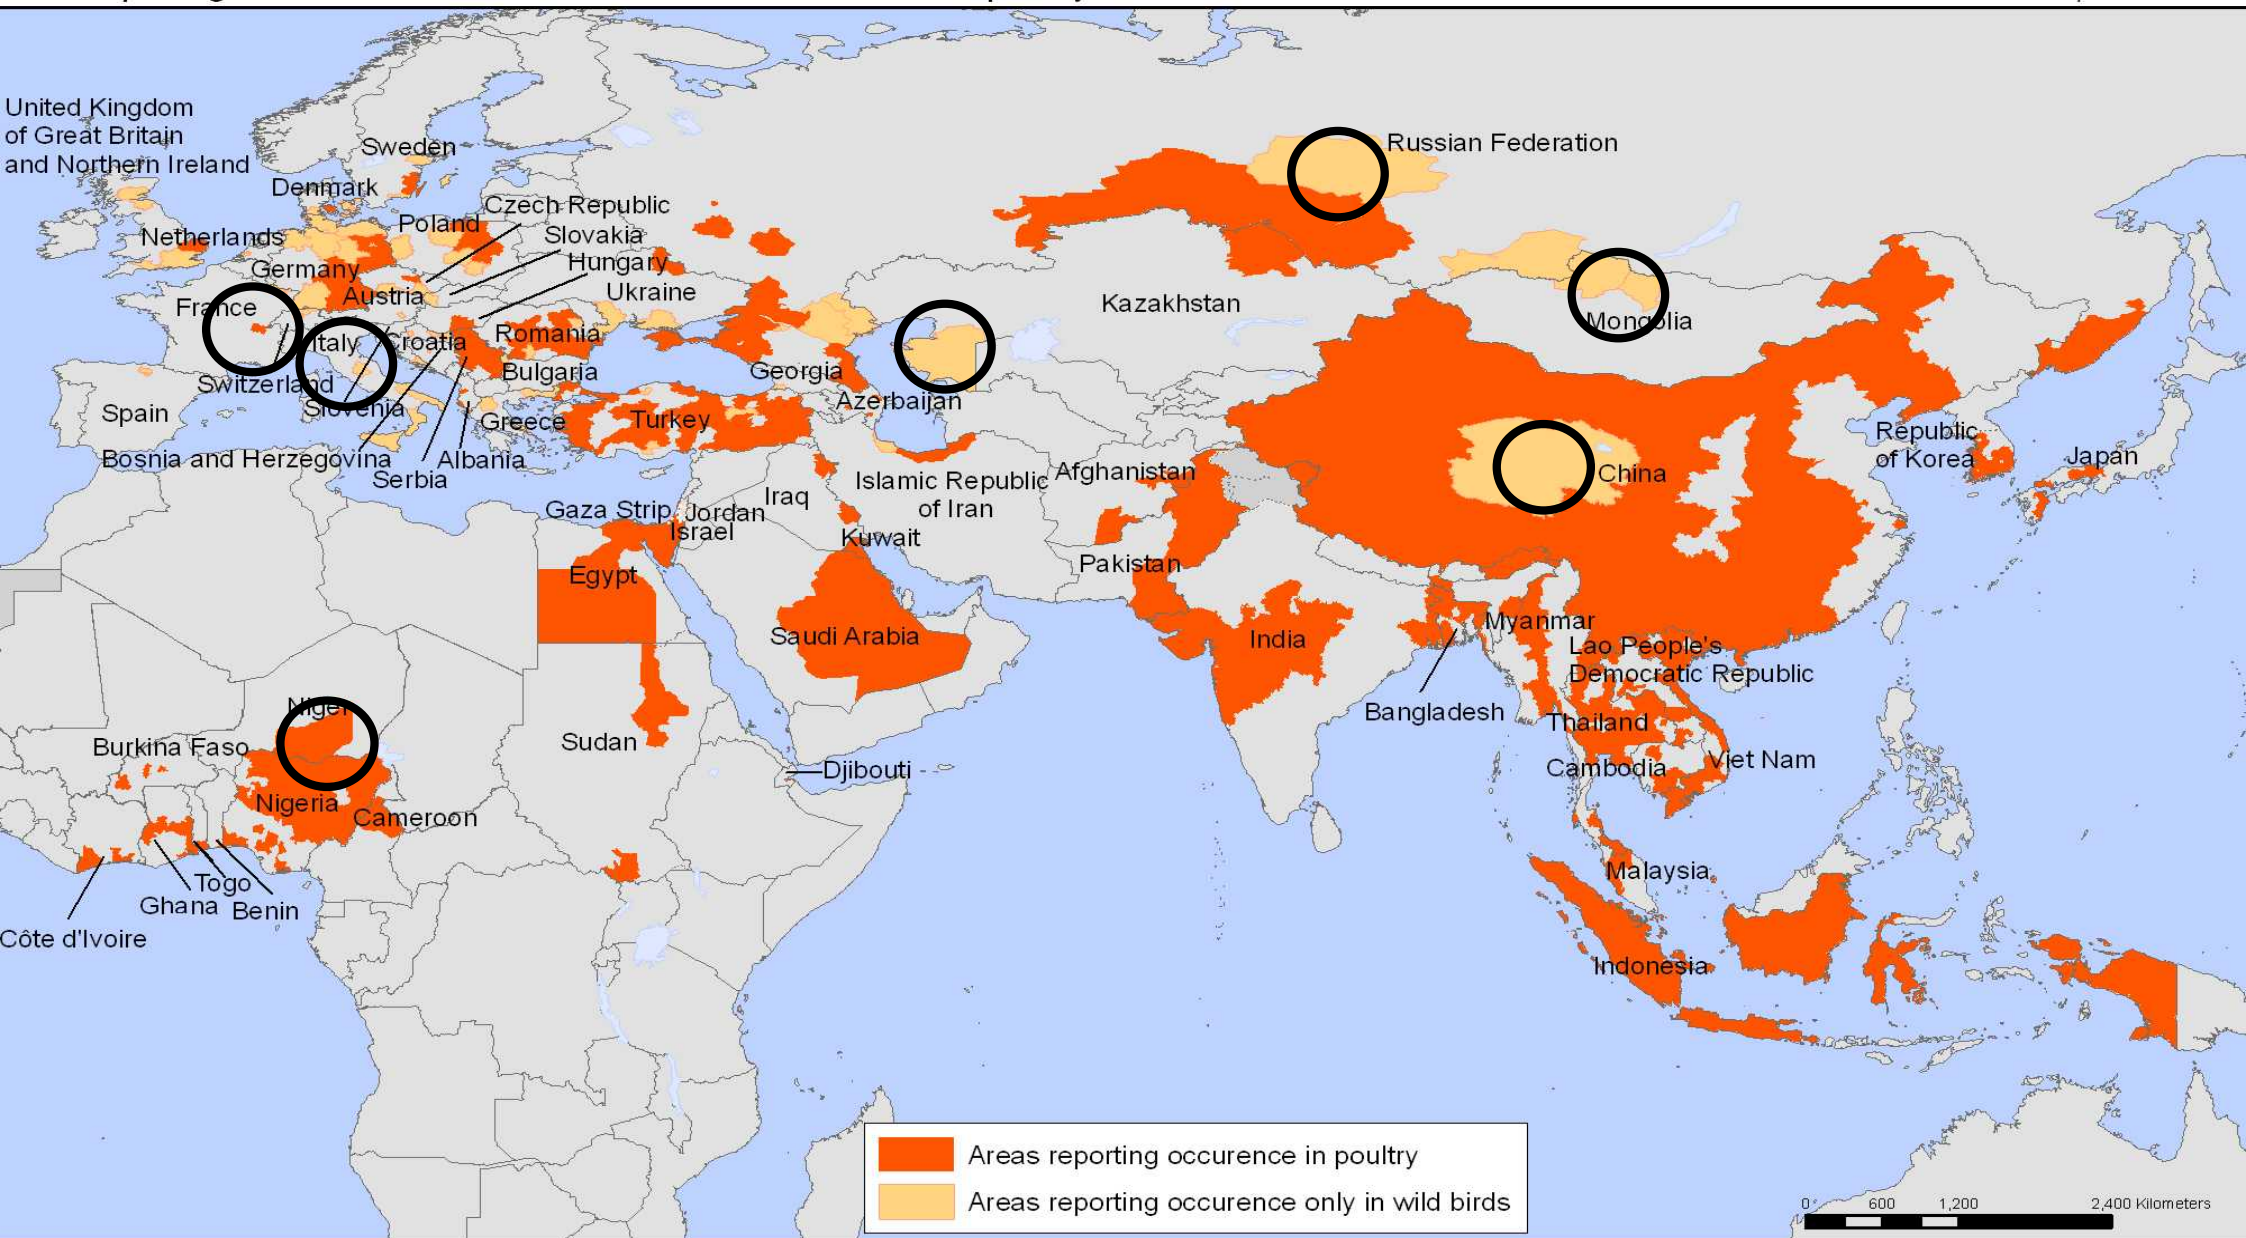 United Kingdom
of Great Britain
and Northern Ireland
Sweden
Denmark
Czech Republic
Poland
Slovakia
Netherlands
Hungary
Germany
Ukraine
Austria
France
Italy
Croatia
Romania
Switzerland
Bulgaria
Georgia
Slovenia
Azerbaijan
Spain
Greece
Turkey
Bosnia and Herzegovina
Albania
Serbia
Russian Federation
Kazakhstan
Mongolia
China
Republic
of Korea
Japan
Afghanistan
Islamic Republic
of Iran
Iraq
Gaza Strip
Jordan
Israel
Kuwait
Pakistan
Egypt
Saudi Arabia
India
Myanmar
Lao People's
Democratic Republic
Bangladesh
Thailand
Viet Nam
Cambodia
Niger
Burkina Faso
Sudan
Djibouti
Nigeria
Cameroon
Togo
Ghana
Benin
Côte d'Ivoire
Malaysia
Indonesia
Areas reporting occurence in poultry
Areas reporting occurence only in wild birds
0 600 1,200 2,400 Kilometers